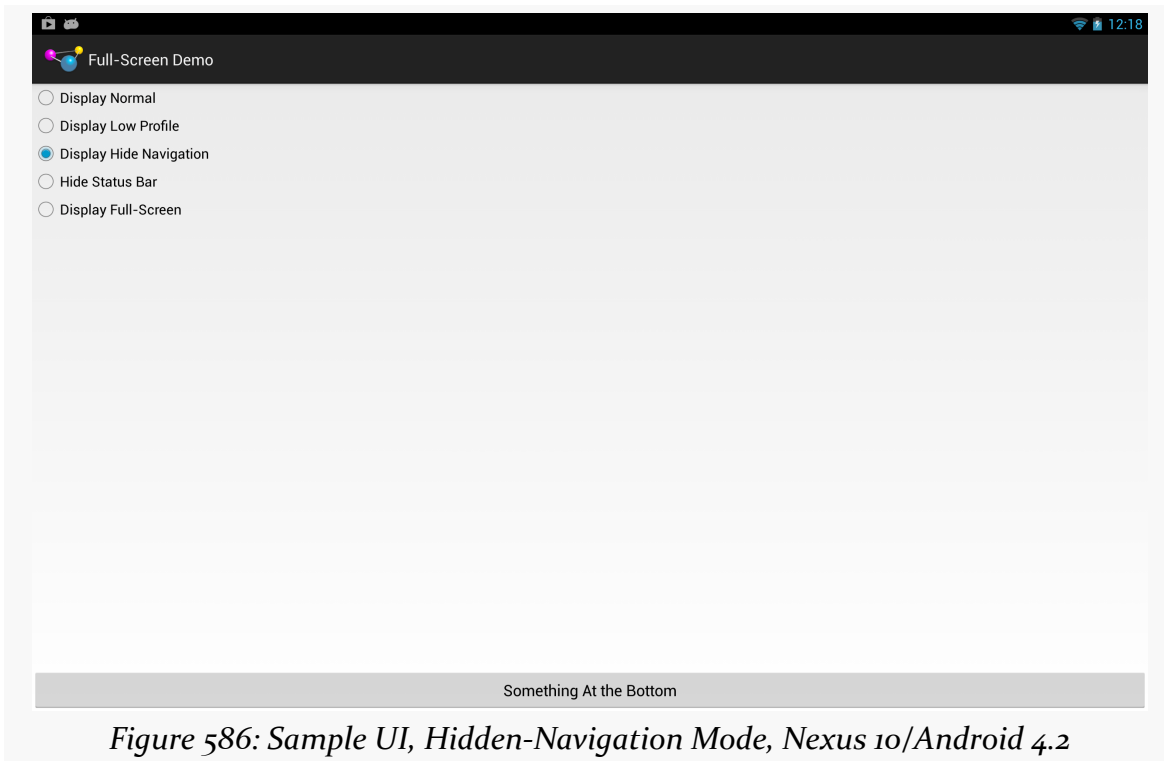 12:18
Full-Screen Demo
Display Normal
Display Low Profile
Display Hide Navigation
Hide Status Bar
Display Full-Screen
Something At the Bottom
Figure 586: Sample UI, Hidden-Navigation Mode, Nexus 10/Android 4.2